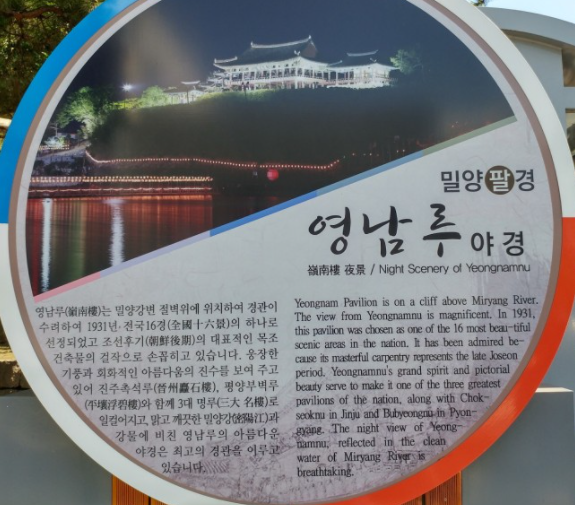 밀양팔경
영남루 야경
嶺南樓 夜景 / Night Scenery of Yeongnamnu
영남루(嶺南樓)는 밀양강변 절벽위에 위치하여 경관이
수려하여 1931년·전국16경(全國十六景)의 하나로
선정되었고 조선후기(朝鮮後期)의 대표적인 목조
건축물의 걸작으로 손꼽히고 있습니다. 웅장한
기풍과 회화적인 아름다움의 진수를 보여 주고
있어 진주촉석루(晉州矗石樓), 평양부벽루
(平壤浮碧樓)와 함께 3대 명루(三大 名樓)로
일컬어지고, 맑고 깨끗한 밀양강(密陽江)과
강물에 비친 영남루의 아름다운
야경은 최고의 경관을 이루고
있습니다.
Yeongnam Pavilion is on a cliff above Miryang River.
The view from Yeongnamnu is magnificent. In 1931,
this pavilion was chosen as one of the 16 most beau-tiful
scenic areas in the nation. It has been admired be-
cause its masterful carpentry represents the late Joseon
period. Yeongnamnu's grand spirit and pictorial
beauty serve to make it one of the three greatest
pavilions of the nation, along with Chok-
seoknu in Jinju and Bubyeongnu in Pyon-
gyang. The night view of Yeong-
namnu, reflected in the clean
water of Miryang River is
breathtaking.